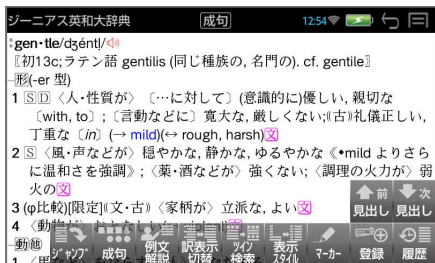 ジーニアス英和大辞典 成句 12:54
gen・tle/dʒéntl/
〖初13c;ラテン語 gentilis (同じ種族の, 名門の). cf. gentile〗
形(-er 型)
1 SD 〈人・性質が〉〔…に対して〕(意識的に)優しい, 親切な
〔with, to〕;〔言動などに〕寛大な, 厳しくない;⟪古⟫礼儀正しい,
丁重な〔in〕(→ mild)(↔ rough, harsh)文
2 S 〈風・声などが〉穏やかな, 静かな, ゆるやかな《♦mild よりさら
に温和さを強調》;〈薬・酒などが〉強くない;〈調理の火力が〉弱
火の文
3 (φ比較)[限定]⟪文・古⟫〈家柄が〉立派な, よい文
4 〈動物が〉
動他
前見出し 次見出し
ジャンプ 成句 例文解説 訳表示切替 ツイン検索 表示スタイル マーカー 登録 履歴